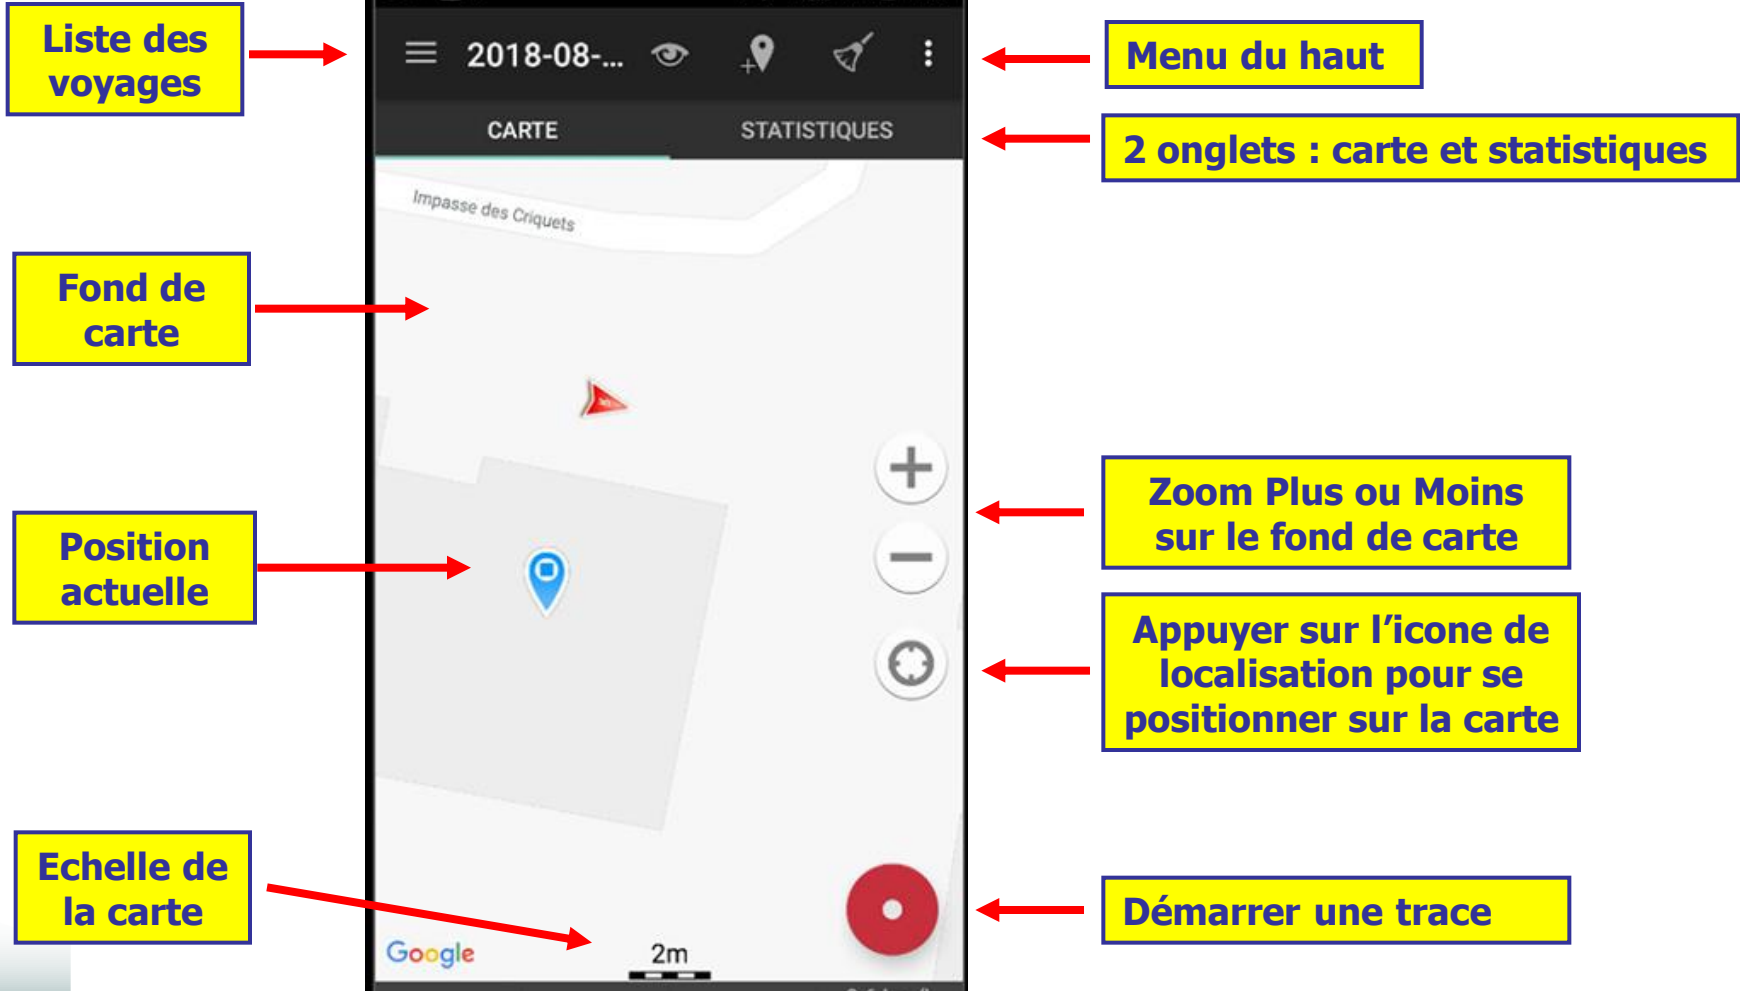 Liste des
voyages
2018-08-...
Menu du haut
CARTE
STATISTIQUES
2 onglets : carte et statistiques
Impasse des Criquets
Fond de
carte
Zoom Plus ou Moins
sur le fond de carte
Position
actuelle
Appuyer sur l’icone de
localisation pour se
positionner sur la carte
Echelle de
la carte
Démarrer une trace
Google
2m